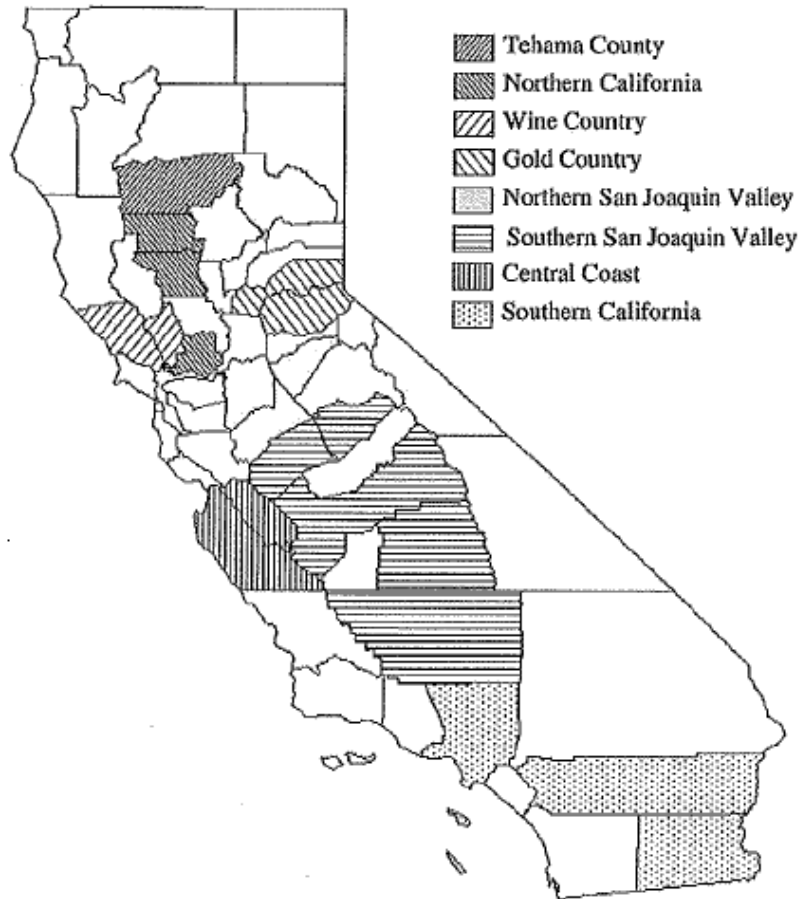 Tehama County
Northern California
Wine Country
Gold Country
Northern San Joaquin Valley
Southern San Joaquin Valley
Central Coast
Southern California